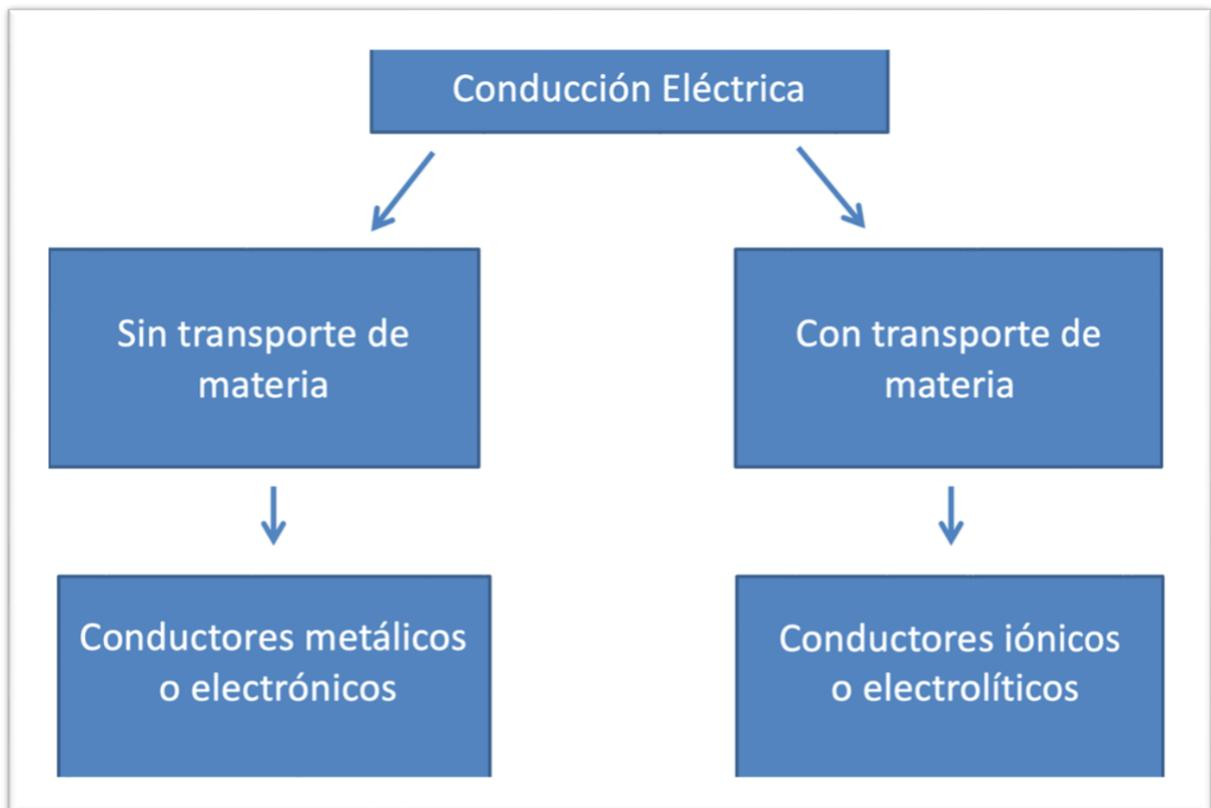 Conducción Eléctrica
Sin transporte de
materia
Con transporte de
materia
Conductores metálicos
o electrónicos
Conductores iónicos
o electrolíticos